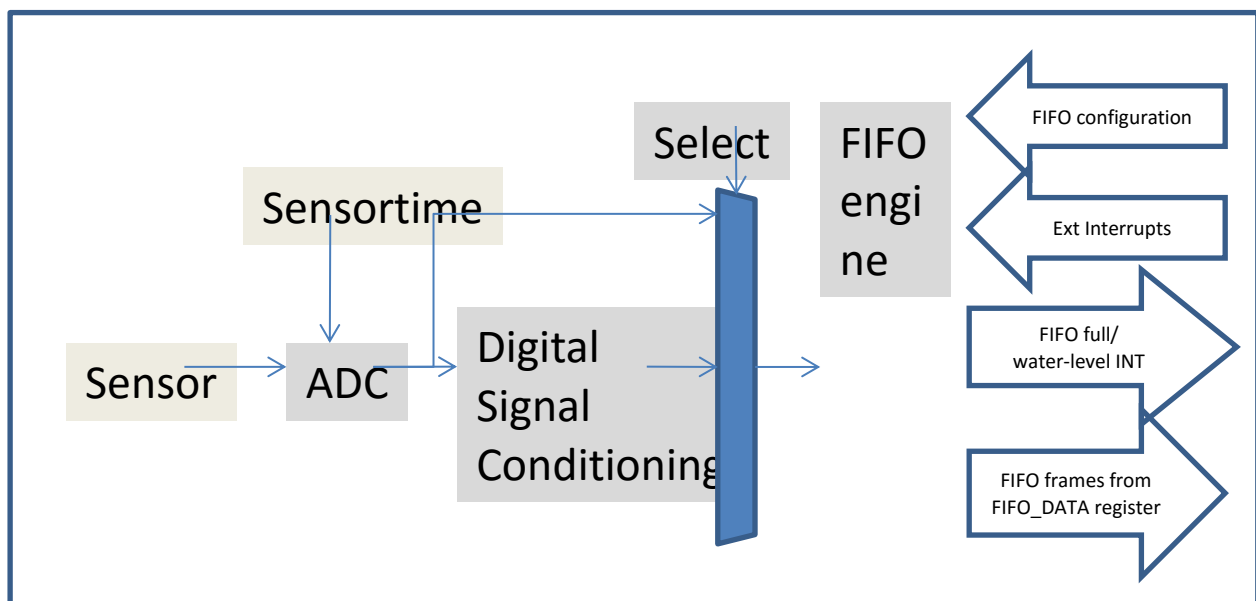 Select
FIFO
engi
ne
Sensortime
Sensor
ADC
Digital
Signal
Conditioning
FIFO configuration
Ext Interrupts
FIFO full/
water-level INT
FIFO frames from
FIFO_DATA register